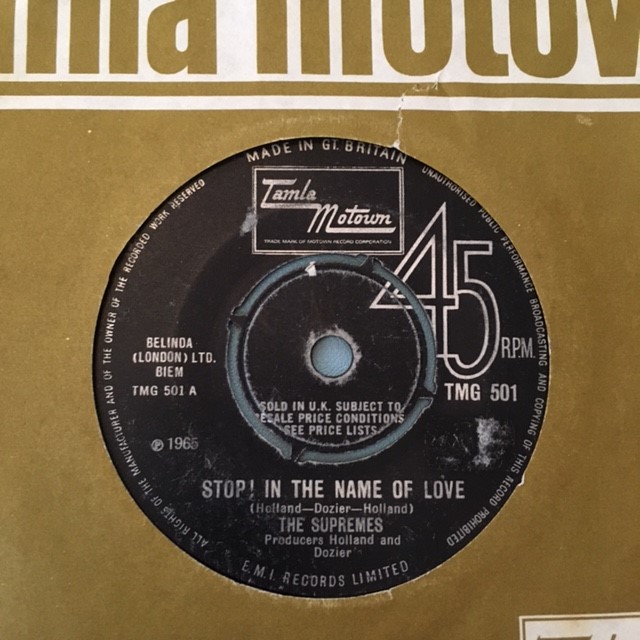 mla motow
MADE IN GT. BRITAIN
UNAUTHORISED PUBLIC PERFORMANCE BROADCASTING AND COPYING OF THIS RECORD PROHIBITED
ALL RIGHTS OF THE MANUFACTURER AND OF THE OWNER OF THE RECORDED WORK RESERVED
Tamla
Motown
TRADE MARK OF MOTOWN RECORD CORPORATION
45
R.P.M.
BELINDA
(LONDON) LTD.
BIEM
TMG 501 A
TMG 501
SOLD IN U.K. SUBJECT TO
RESALE PRICE CONDITIONS
SEE PRICE LISTS
℗ 1965
STOP! IN THE NAME OF LOVE
(Holland—Dozier—Holland)
THE SUPREMES
Producers Holland and
Dozier
E.M.I. RECORDS LIMITED